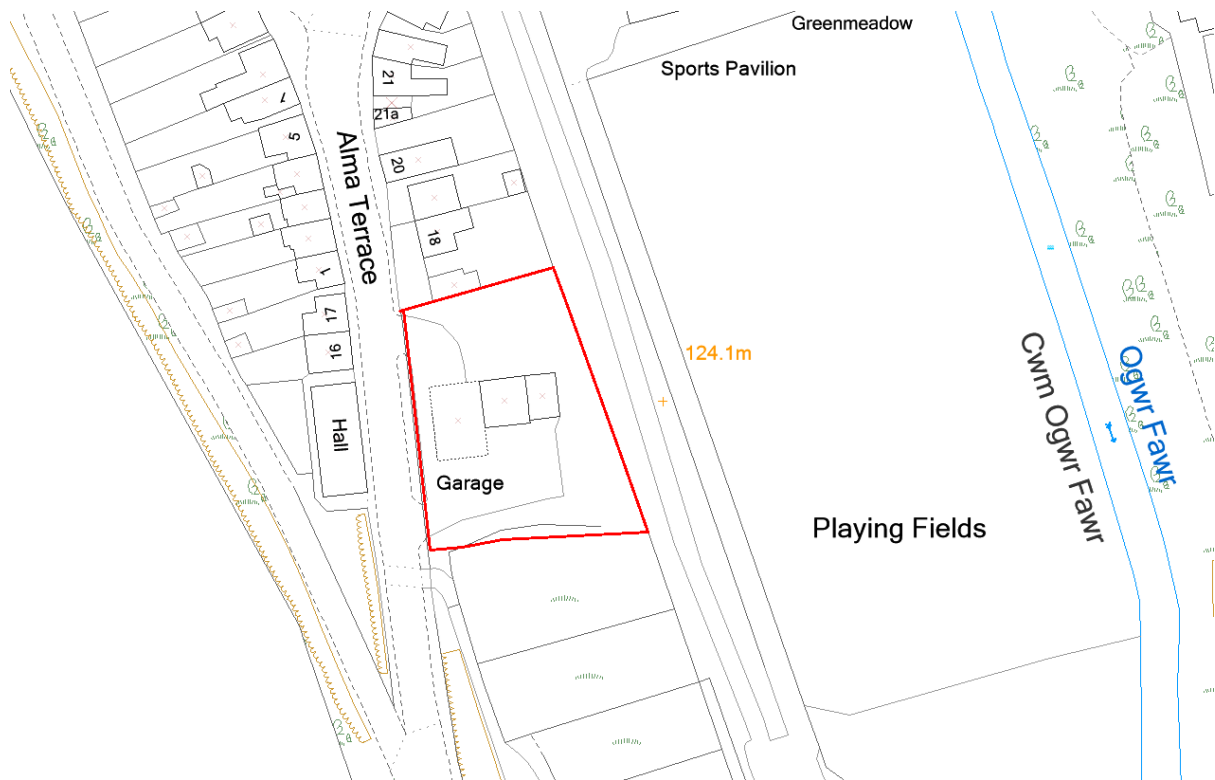 Greenmeadow
Sports Pavilion
21
21a
20
18
7
5
1
17
16
Alma Terrace
Hall
Garage
124.1m
Playing Fields
Cwm Ogwr Fawr
Ogwr Fawr